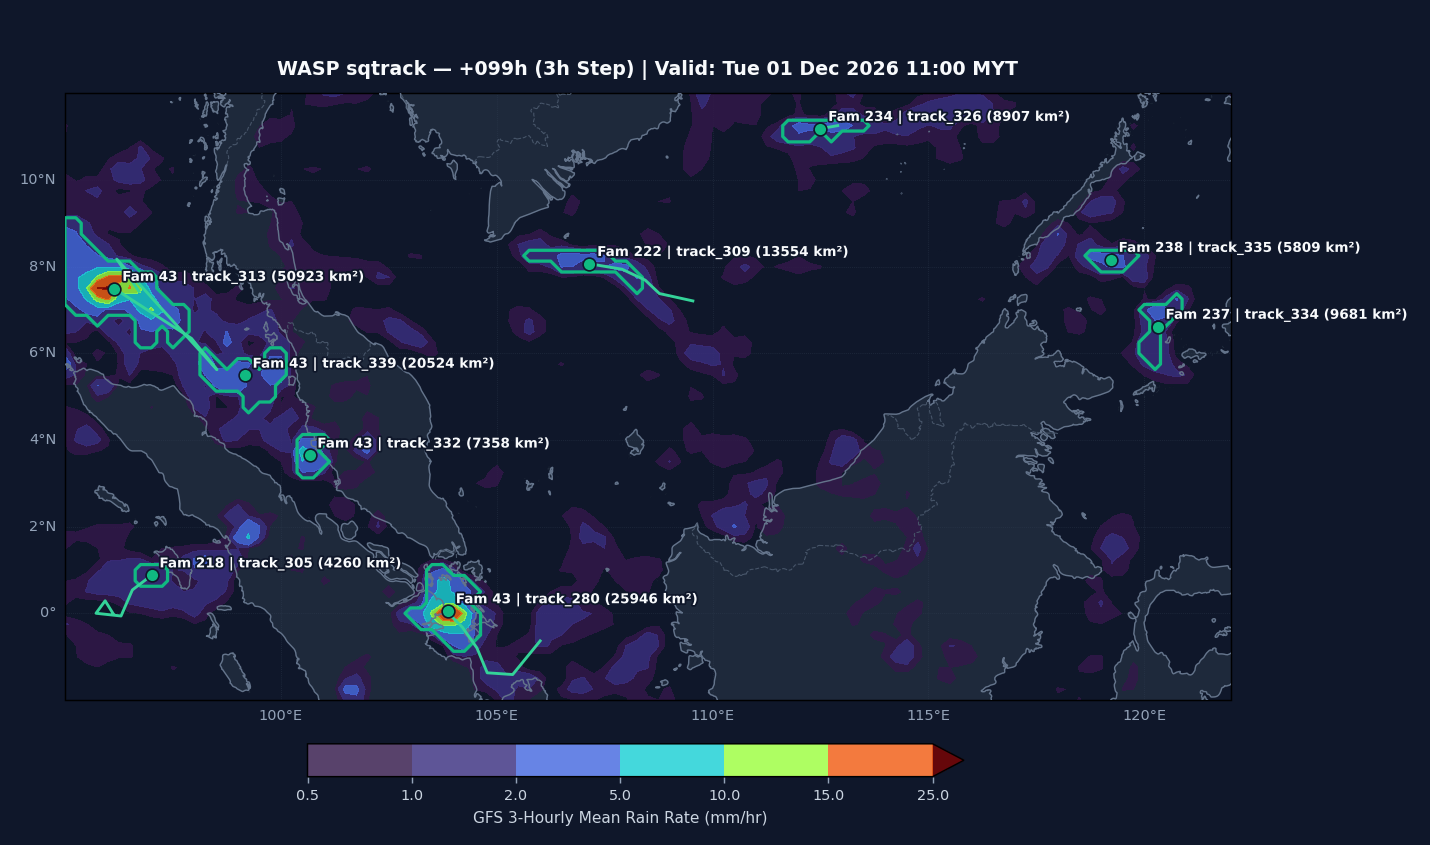 WASP sqtrack — +099h (3h Step) | Valid: Tue 01 Dec 2026 11:00 MYT
Fam 234 | track_326 (8907 km²)
10°N
Fam 238 | track_335 (5809 km²)
Fam 222 | track_309 (13554 km²)
8°N
Fam 43 | track_313 (50923 km²)
Fam 237 | track_334 (9681 km²)
6°N
Fam 43 | track_339 (20524 km²)
4°N
Fam 43 | track_332 (7358 km²)
2°N
Fam 218 | track_305 (4260 km²)
0°
Fam 43 | track_280 (25946 km²)
100°E 105°E 110°E 115°E 120°E
0.5 1.0 2.0 5.0 10.0 15.0 25.0
GFS 3-Hourly Mean Rain Rate (mm/hr)